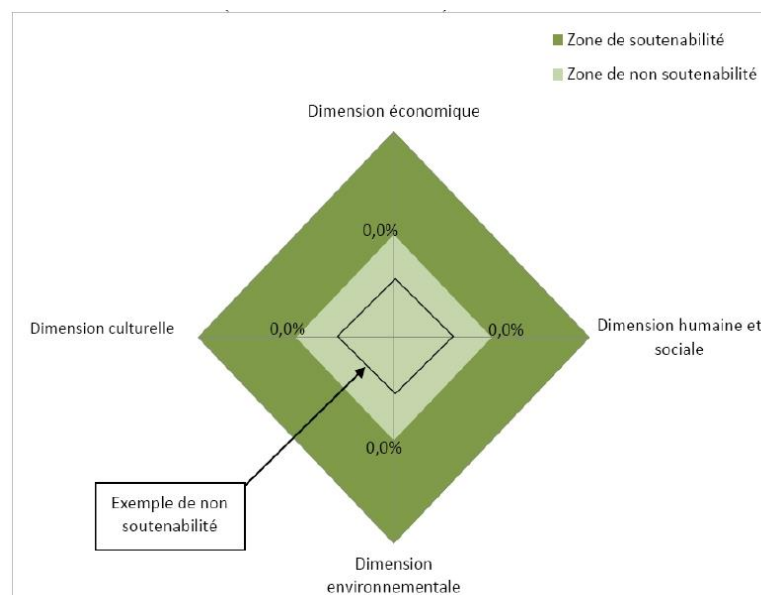 Zone de soutenabilité
Zone de non soutenabilité
Dimension économique
0,0%
Dimension culturelle
0,0%
0,0%
Dimension humaine et
sociale
0,0%
Exemple de non
soutenabilité
Dimension
environnementale